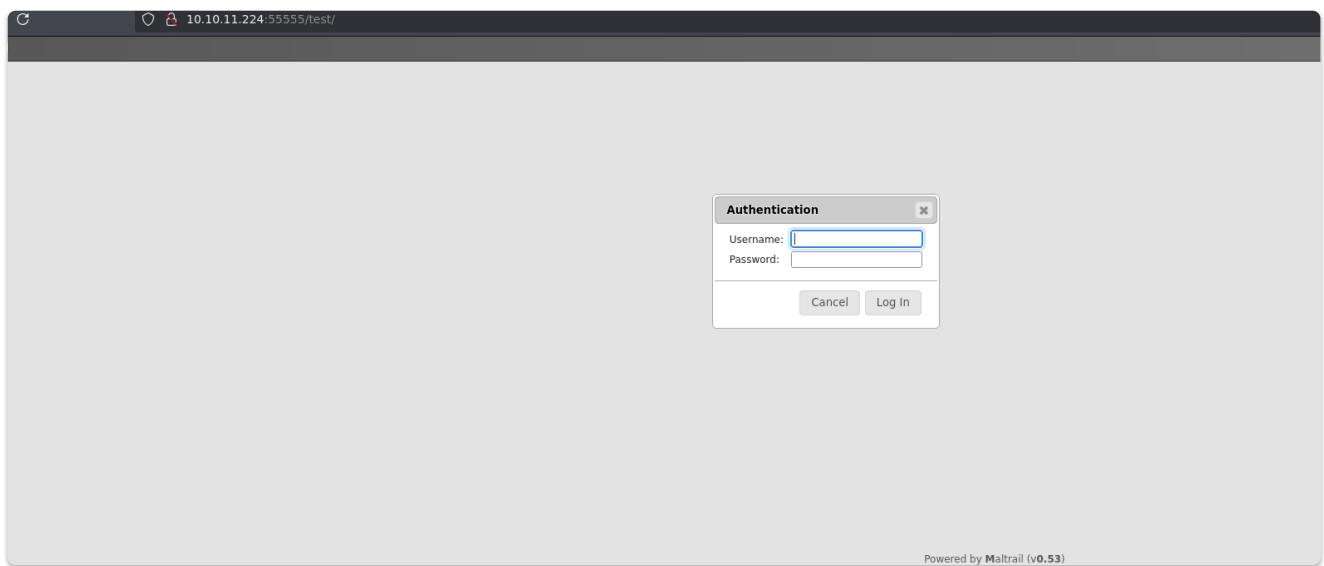 10.10.11.224:55555/test/
Authentication
Username:
Password:
Cancel Log In
Powered by Maltrail (v0.53)